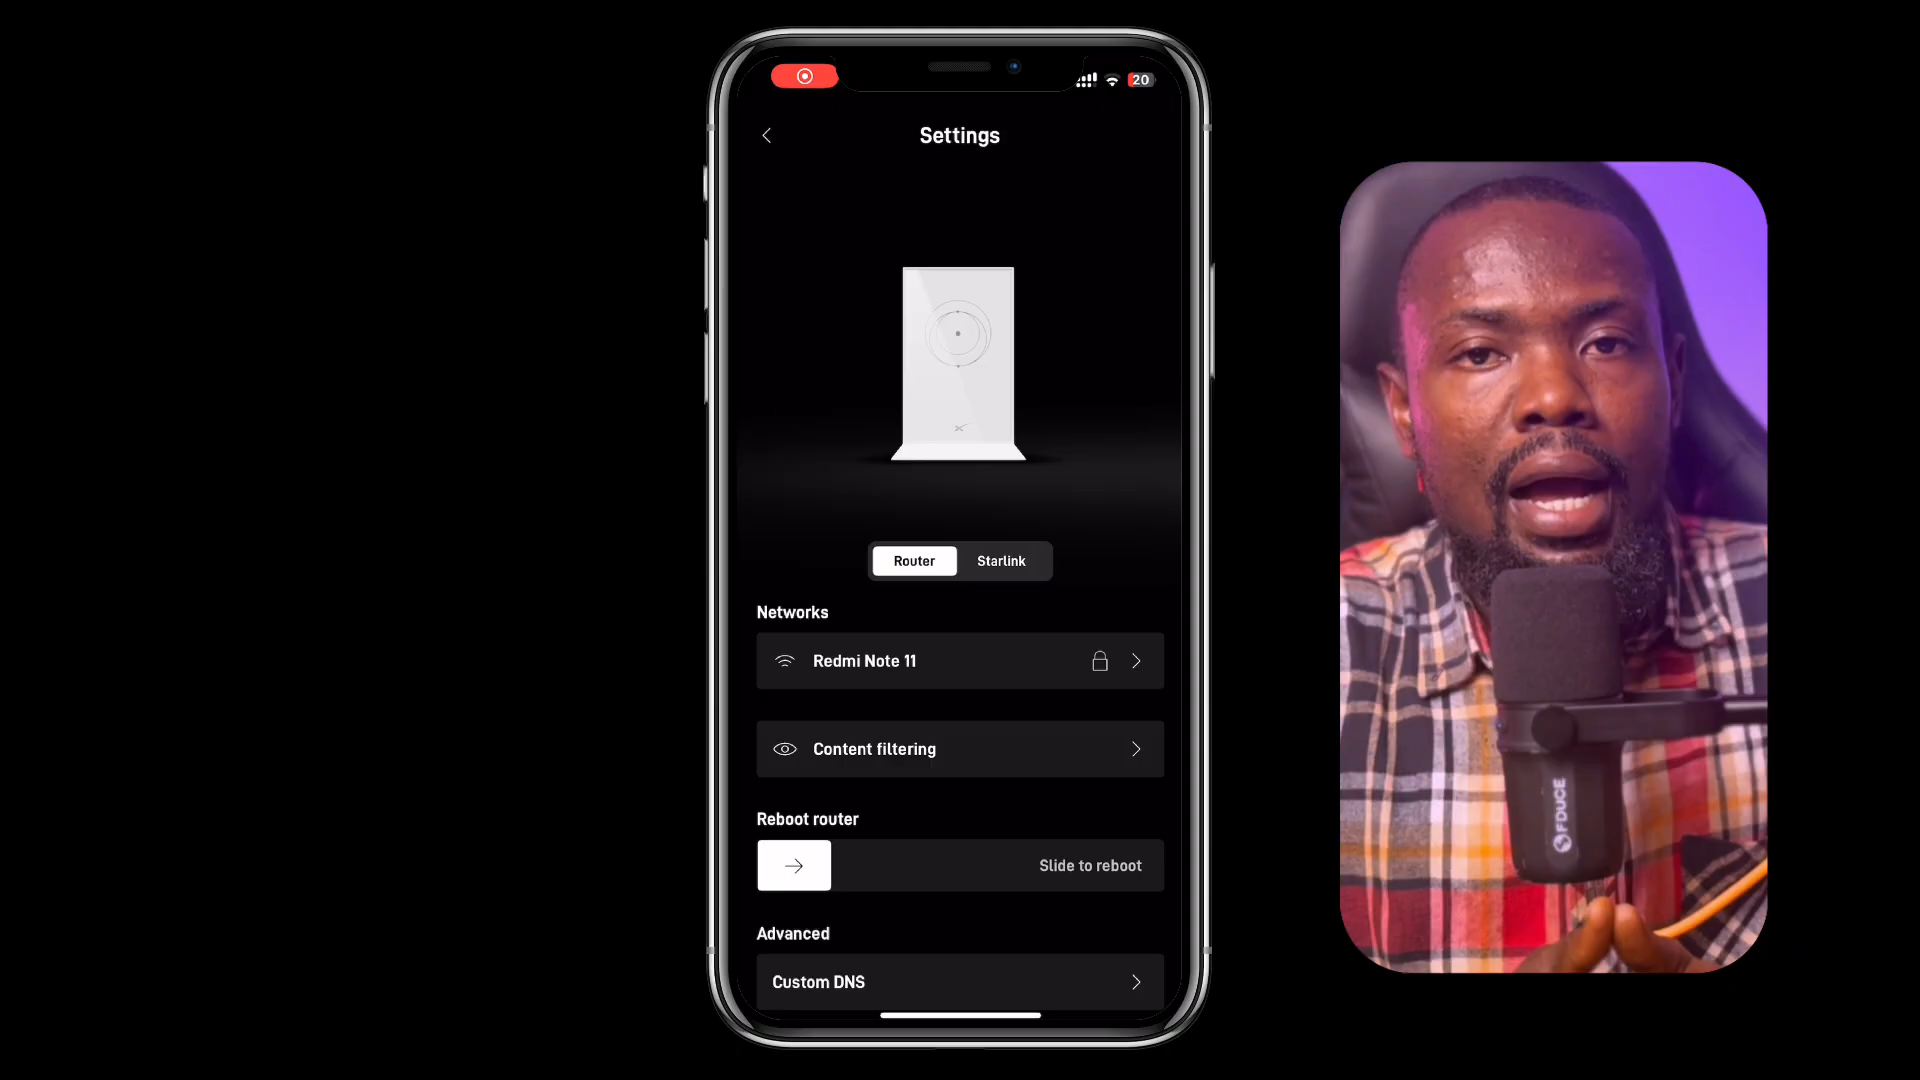 20
Settings
Router
Starlink
Networks
Redmi Note 11
Content filtering
Reboot router
Slide to reboot
Advanced
Custom DNS
FDUCE